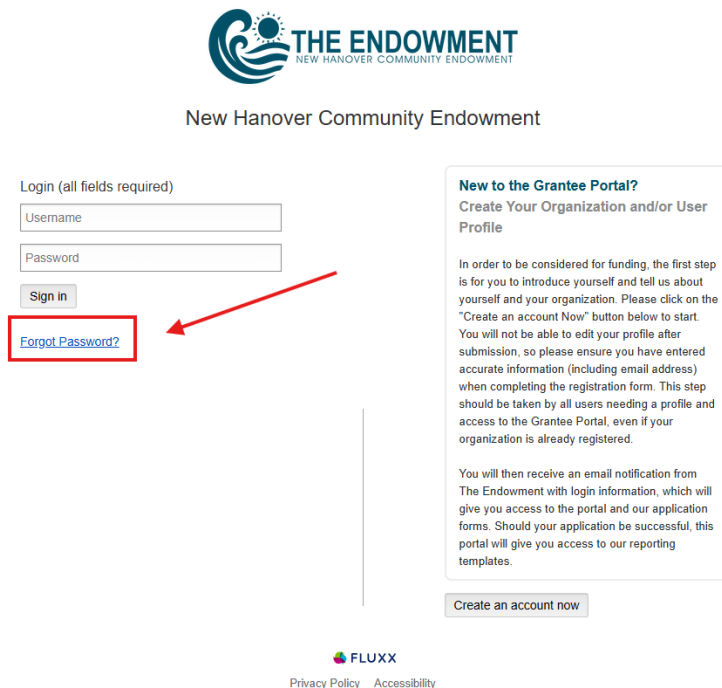 THE ENDOWMENT
NEW HANOVER COMMUNITY ENDOWMENT
New Hanover Community Endowment
Login (all fields required)
Username
Password
Sign in
Forgot Password?
New to the Grantee Portal?
Create Your Organization and/or User
Profile
In order to be considered for funding, the first step
is for you to introduce yourself and tell us about
yourself and your organization. Please click on the
"Create an account Now" button below to start.
You will not be able to edit your profile after
submission, so please ensure you have entered
accurate information (including email address)
when completing the registration form. This step
should be taken by all users needing a profile and
access to the Grantee Portal, even if your
organization is already registered.
You will then receive an email notification from
The Endowment with login information, which will
give you access to the portal and our application
forms. Should your application be successful, this
portal will give you access to our reporting
templates.
Create an account now
FLUXX
Privacy Policy Accessibility